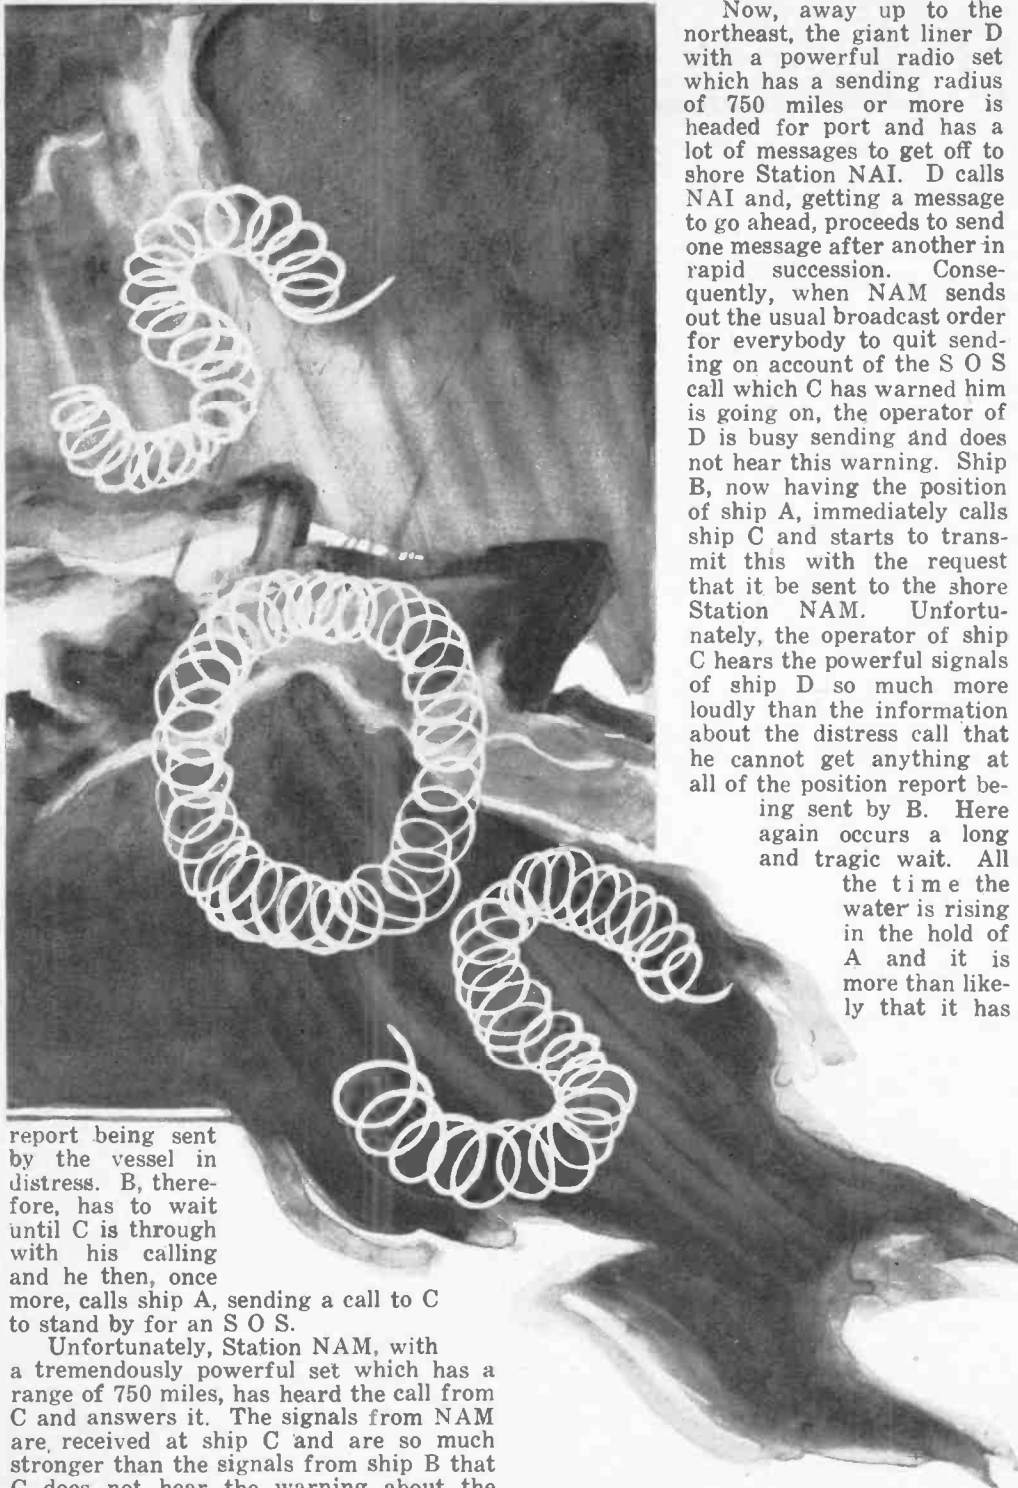 S
O
S
report being sent
by the vessel in
distress. B, there-
fore, has to wait
until C is through
with his calling
and he then, once
more, calls ship A, sending a call to C
to stand by for an S O S.
Unfortunately, Station NAM, with
a tremendously powerful set which has a
range of 750 miles, has heard the call from
C and answers it. The signals from NAM
are received at ship C and are so much
stronger than the signals from ship B that
C does not hear the warning about the
Now, away up to the
northeast, the giant liner D
with a powerful radio set
which has a sending radius
of 750 miles or more is
headed for port and has a
lot of messages to get off to
shore Station NAI. D calls
NAI and, getting a message
to go ahead, proceeds to send
one message after another in
rapid succession. Conse-
quently, when NAM sends
out the usual broadcast order
for everybody to quit send-
ing on account of the S O S
call which C has warned him
is going on, the operator of
D is busy sending and does
not hear this warning. Ship
B, now having the position
of ship A, immediately calls
ship C and starts to trans-
mit this with the request
that it be sent to the shore
Station NAM. Unfortu-
nately, the operator of ship
C hears the powerful signals
of ship D so much more
loudly than the information
about the distress call that
he cannot get anything at
all of the position report be-
ing sent by B. Here
again occurs a long
and tragic wait. All
the time the
water is rising
in the hold of
A and it is
more than like-
ly that it has